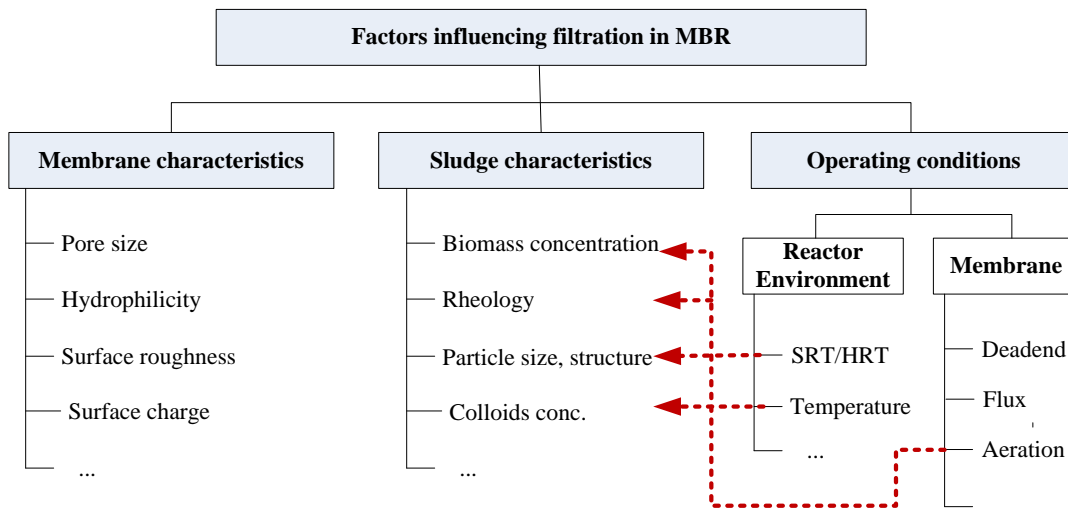 Factors influencing filtration in MBR
Membrane characteristics
Pore size
Hydrophilicity
Surface roughness
Surface charge
...
Sludge characteristics
Biomass concentration
Rheology
Particle size, structure
Colloids conc.
...
Operating conditions
Reactor
Environment
SRT/HRT
Temperature
...
Membrane
Deadend
Flux
Aeration